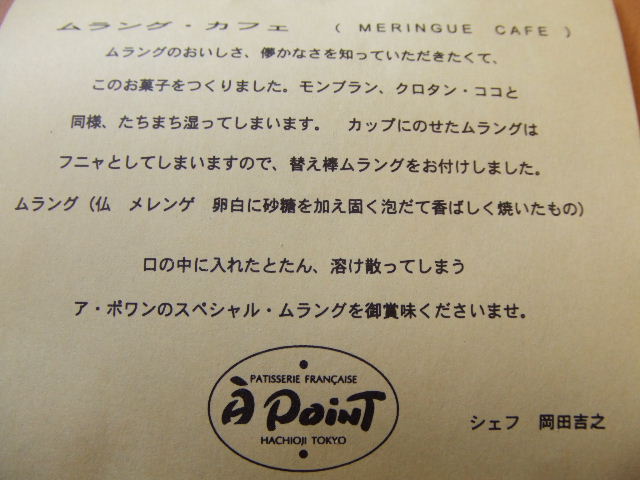 ムラング・カフェ ( MERINGUE CAFE )
ムラングのおいしさ、儚かなさを知っていただきたくて、
このお菓子をつくりました。モンブラン、クロタン・ココと
同様、たちまち湿ってしまいます。 カップにのせたムラングは
フニャとしてしまいますので、替え棒ムラングをお付けしました。
ムラング（仏 メレンゲ 卵白に砂糖を加え固く泡だて香ばしく焼いたもの）
口の中に入れたとたん、溶け散ってしまう
ア・ポワンのスペシャル・ムラングを御賞味くださいませ。
PATISSERIE FRANÇAISE
À POINT
HACHIOJI TOKYO
シェフ 岡田吉之